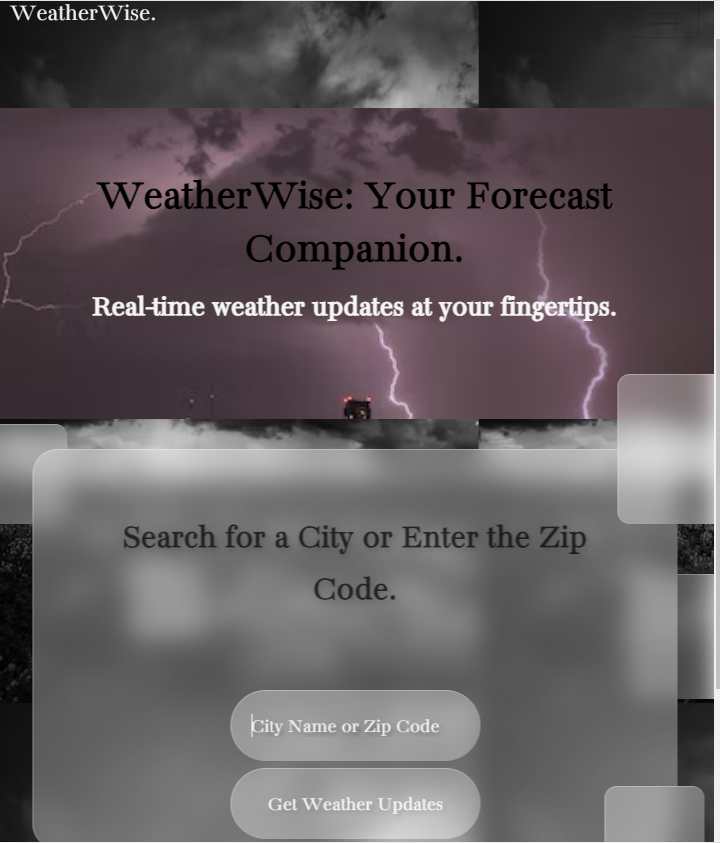 WeatherWise.
WeatherWise: Your Forecast
Companion.
Real-time weather updates at your fingertips.
Search for a City or Enter the Zip
Code.
City Name or Zip Code
Get Weather Updates